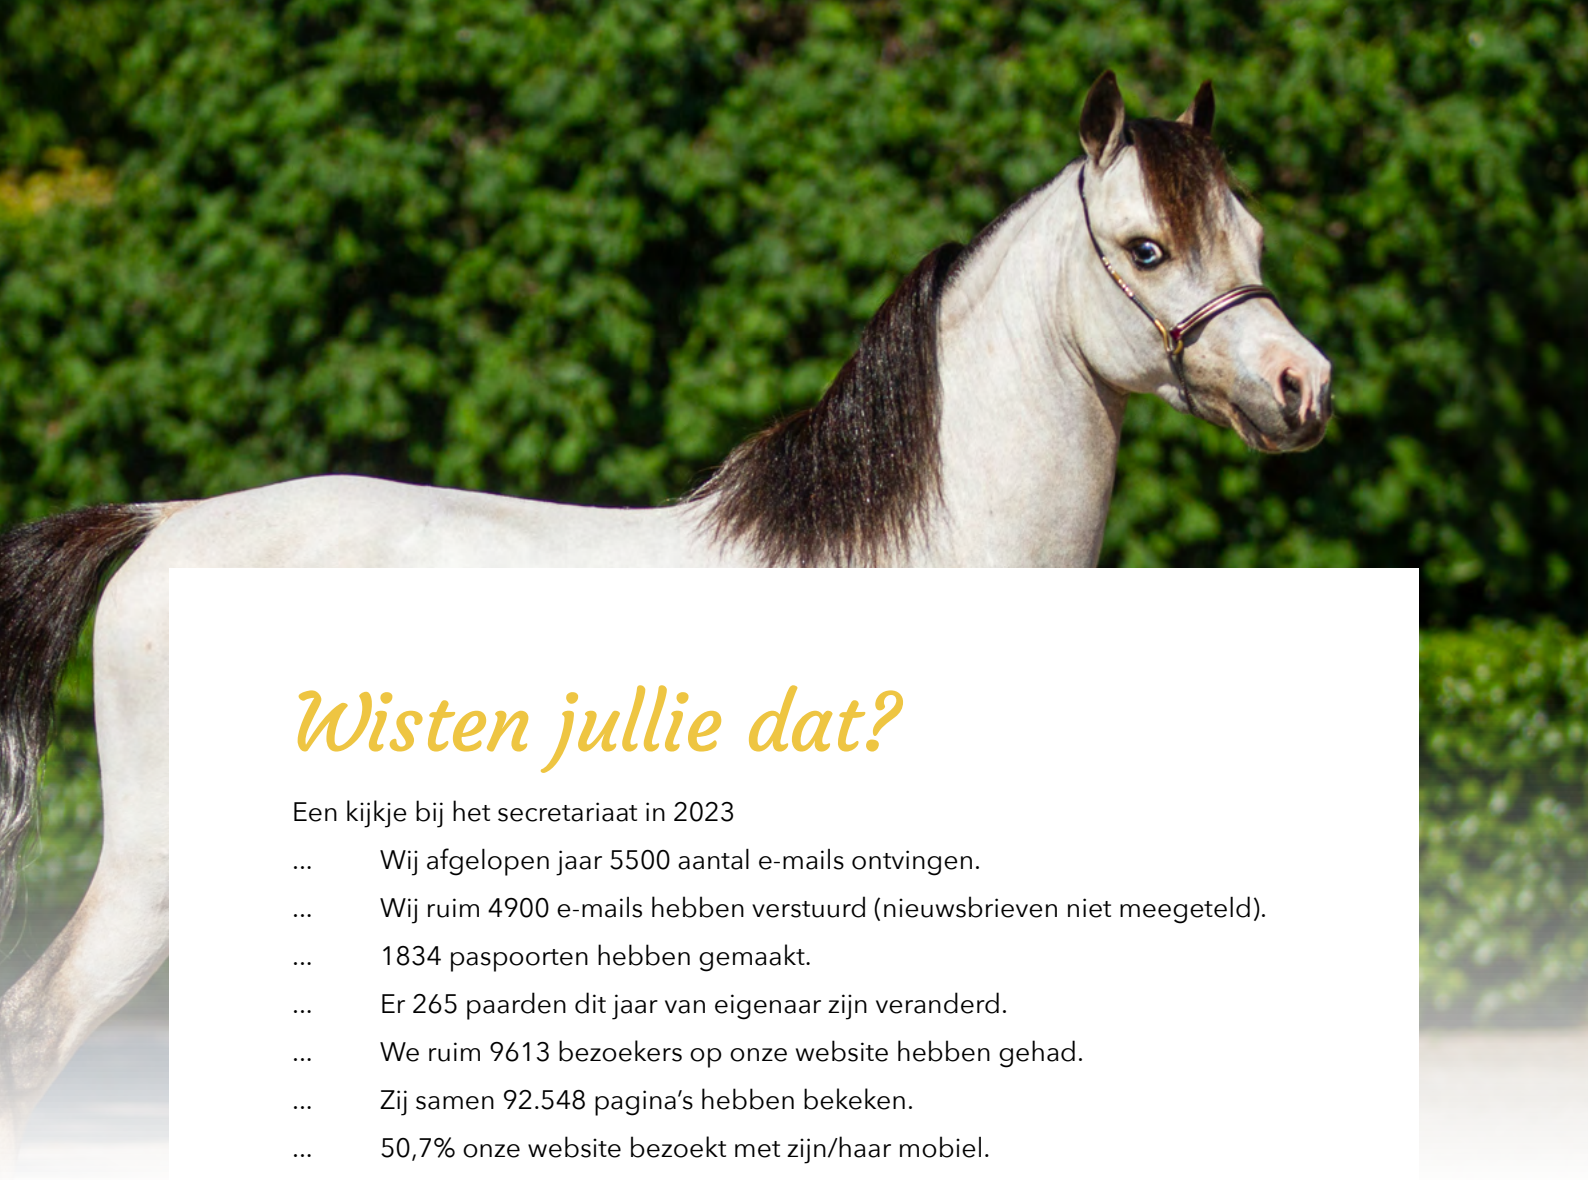 Wisten jullie dat?
Een kijkje bij het secretariaat in 2023
... Wij afgelopen jaar 5500 aantal e-mails ontvingen.
... Wij ruim 4900 e-mails hebben verstuurd (nieuwsbrieven niet meegeteld).
... 1834 paspoorten hebben gemaakt.
... Er 265 paarden dit jaar van eigenaar zijn veranderd.
... We ruim 9613 bezoekers op onze website hebben gehad.
... Zij samen 92.548 pagina’s hebben bekeken.
... 50,7% onze website bezoekt met zijn/haar mobiel.